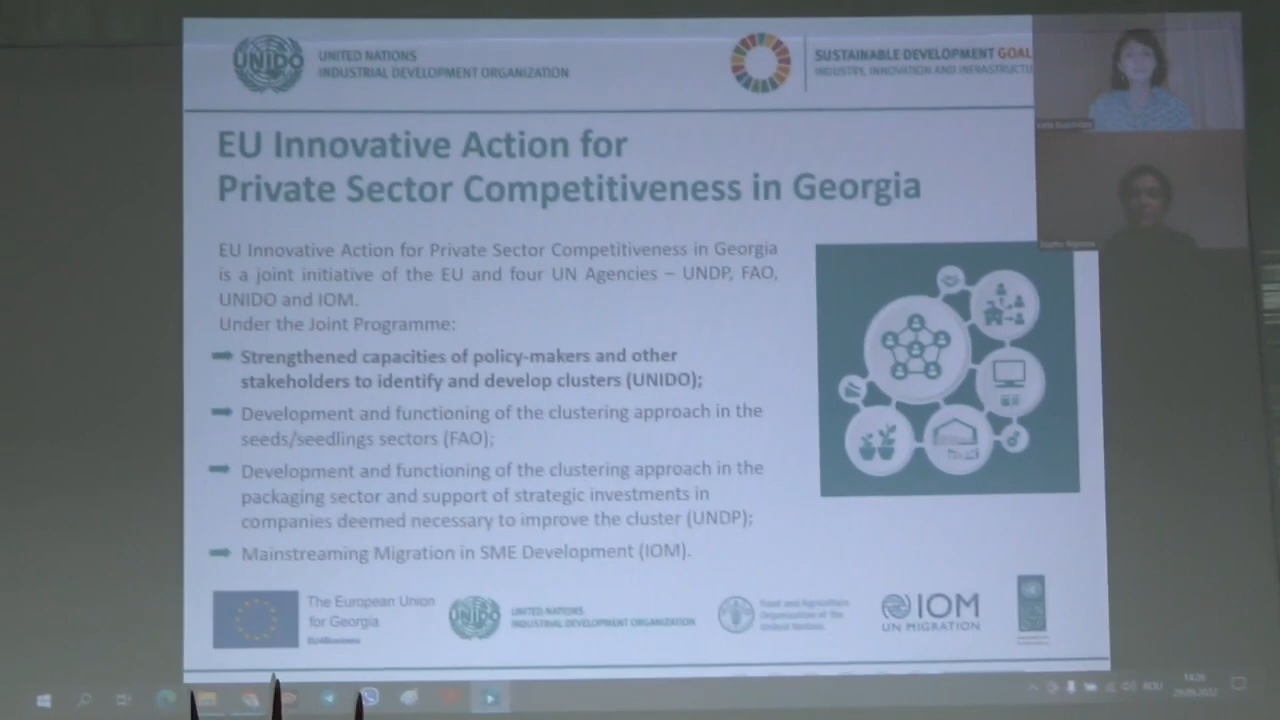 UNIDO
UNITED NATIONS
INDUSTRIAL DEVELOPMENT ORGANIZATION
SUSTAINABLE DEVELOPMENT GOAL
INDUSTRY, INNOVATION AND INFRASTRUCTU
EU Innovative Action for
Private Sector Competitiveness in Georgia
EU Innovative Action for Private Sector Competitiveness in Georgia
is a joint initiative of the EU and four UN Agencies – UNDP, FAO,
UNIDO and IOM.
Under the Joint Programme:
Strengthened capacities of policy-makers and other
stakeholders to identify and develop clusters (UNIDO);
Development and functioning of the clustering approach in the
seeds/seedlings sectors (FAO);
Development and functioning of the clustering approach in the
packaging sector and support of strategic investments in
companies deemed necessary to improve the cluster (UNDP);
Mainstreaming Migration in SME Development (IOM).
The European Union
for Georgia
EU4Business
UNIDO
UNITED NATIONS
INDUSTRIAL DEVELOPMENT ORGANIZATION
Food and Agriculture
Organization of the
United Nations
IOM
UN MIGRATION
29.09.2022